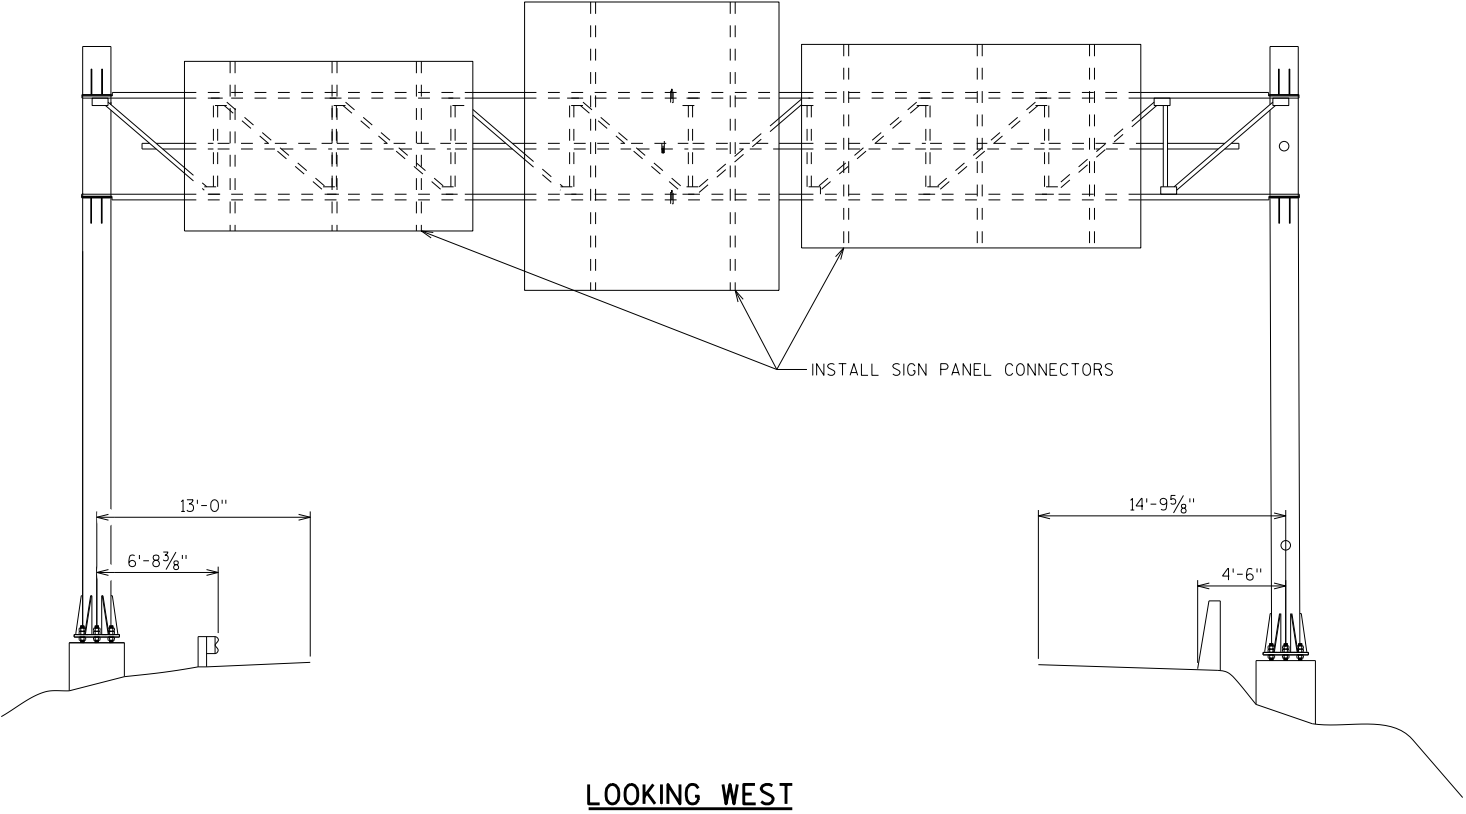 INSTALL SIGN PANEL CONNECTORS
13'-0"
14'-9⅝"
6'-8⅜"
4'-6"
LOOKING WEST